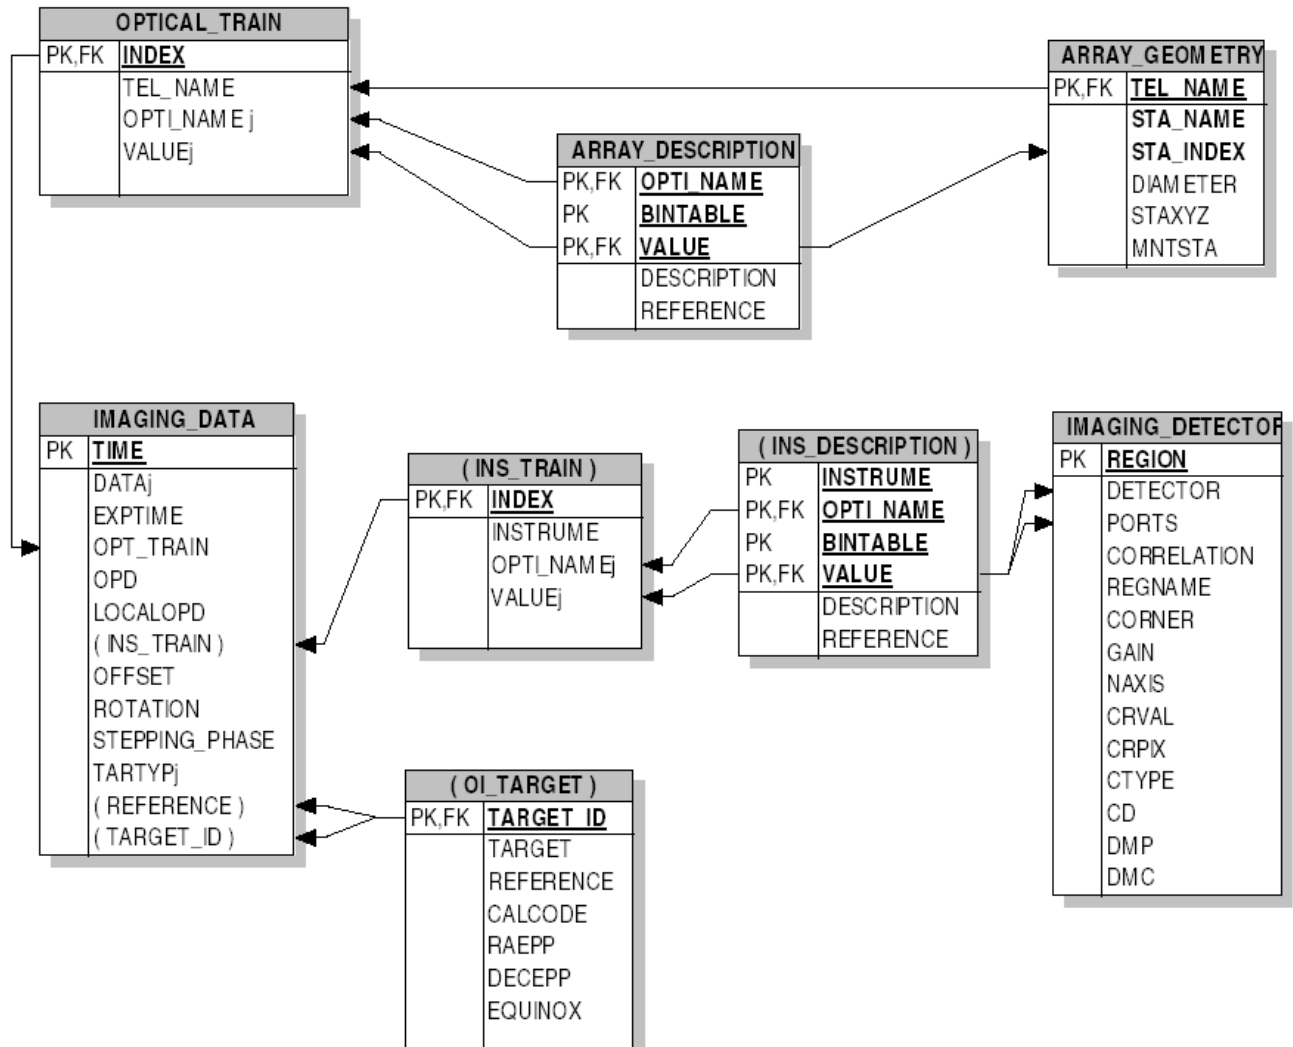 OPTICAL_TRAIN
PK,FK INDEX
TEL_NAME
OPTI_NAME j
VALUEj
ARRAY_GEOMETRY
PK,FK TEL_NAME
STA_NAME
STA_INDEX
DIAMETER
STAXYZ
MNTSTA
ARRAY_DESCRIPTION
PK,FK OPTI_NAME
PK BINTABLE
PK,FK VALUE
DESCRIPTION
REFERENCE
IMAGING_DATA
PK TIME
DATAj
EXPTIME
OPT_TRAIN
OPD
LOCALOPD
( INS_TRAIN )
OFFSET
ROTATION
STEPPING_PHASE
TARTYPj
( REFERENCE )
( TARGET_ID )
( INS_TRAIN )
PK,FK INDEX
INSTRUME
OPTI_NAMEj
VALUEj
( INS_DESCRIPTION )
PK INSTRUME
PK,FK OPTI_NAME
PK BINTABLE
PK,FK VALUE
DESCRIPTION
REFERENCE
IMAGING_DETECTOR
PK REGION
DETECTOR
PORTS
CORRELATION
REGNAME
CORNER
GAIN
NAXIS
CRVAL
CRPIX
CTYPE
CD
DMP
DMC
( OI_TARGET )
PK,FK TARGET_ID
TARGET
REFERENCE
CALCODE
RAEPP
DECEPP
EQUINOX